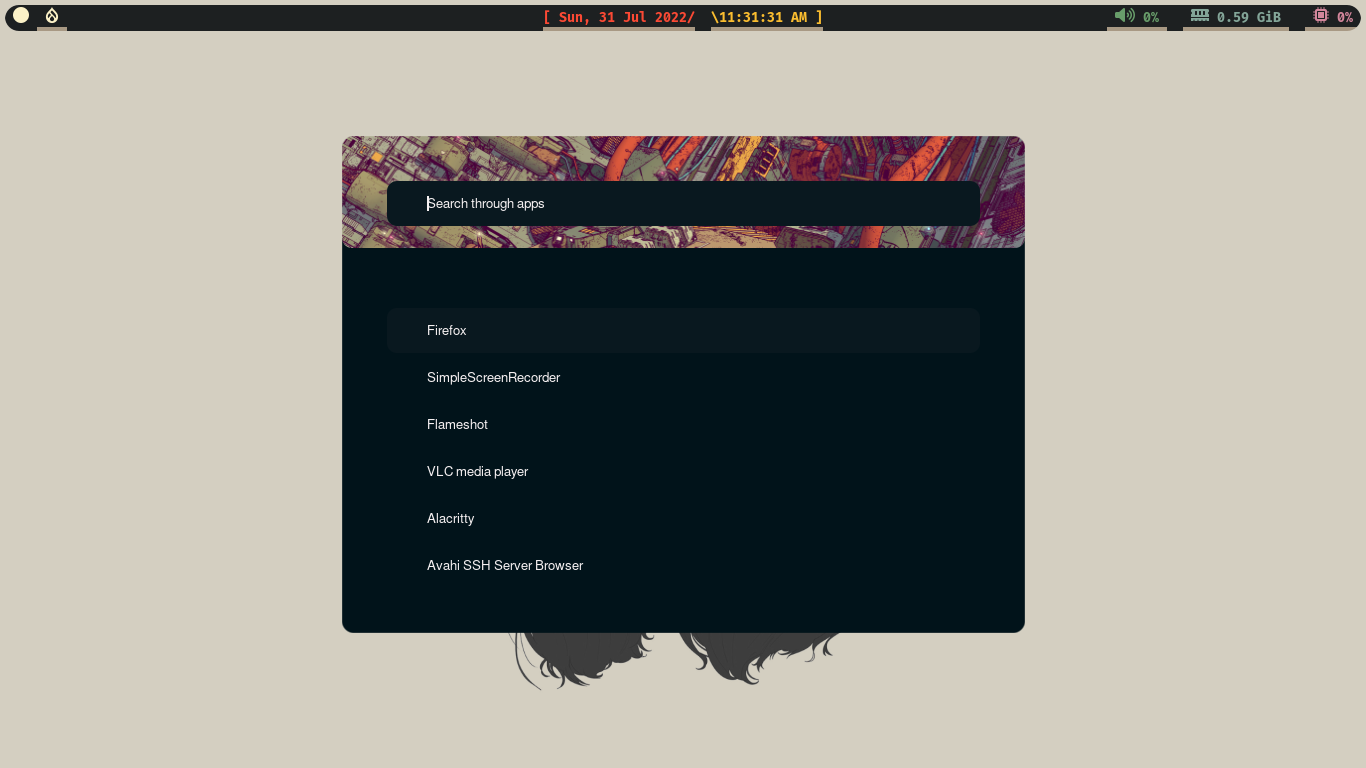 [ Sun, 31 Jul 2022/ \11:31:31 AM ] 0% 0.59 GiB 0%
Search through apps
Firefox
SimpleScreenRecorder
Flameshot
VLC media player
Alacritty
Avahi SSH Server Browser